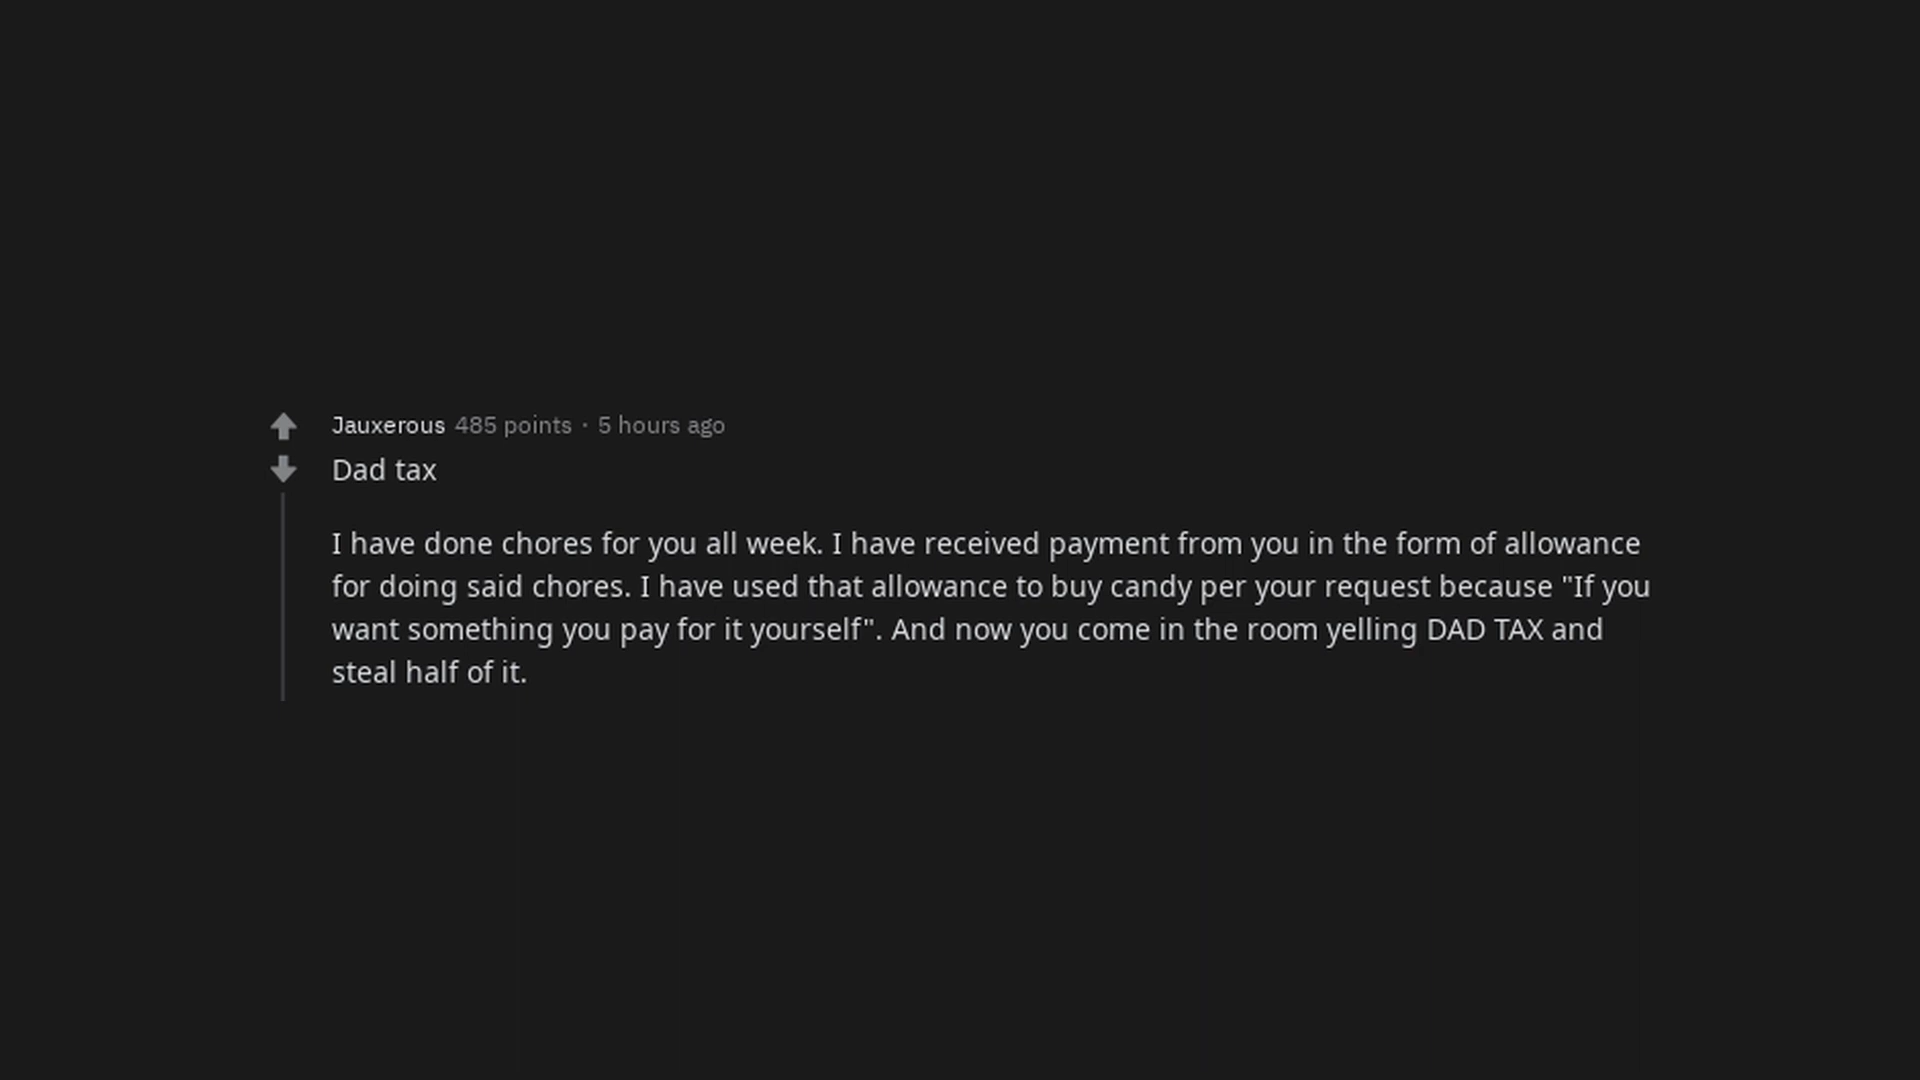 Jauxerous 485 points · 5 hours ago
Dad tax
I have done chores for you all week. I have received payment from you in the form of allowance
for doing said chores. I have used that allowance to buy candy per your request because "If you
want something you pay for it yourself". And now you come in the room yelling DAD TAX and
steal half of it.